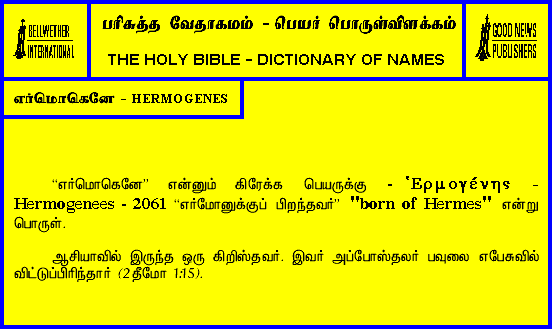 BELLWETHER
INTERNATIONAL
பரிசுத்த வேதாகமம் - பெயர் பொருள்விளக்கம்
THE HOLY BIBLE - DICTIONARY OF NAMES
GOOD NEWS
PUBLISHERS
எர்மொகெனே - HERMOGENES
“எர்மொகெனே” என்னும் கிரேக்க பெயருக்கு - Ἑρμογένης -
Hermogenees - 2061 “எர்மோனுக்குப் பிறந்தவர்” "born of Hermes" என்று
பொருள்.
ஆசியாவில் இருந்த ஒரு கிறிஸ்தவர். இவர் அப்போஸ்தலர் பவுலை எபேசுவில்
விட்டுப்பிரிந்தார் (2தீமோ 1:15).